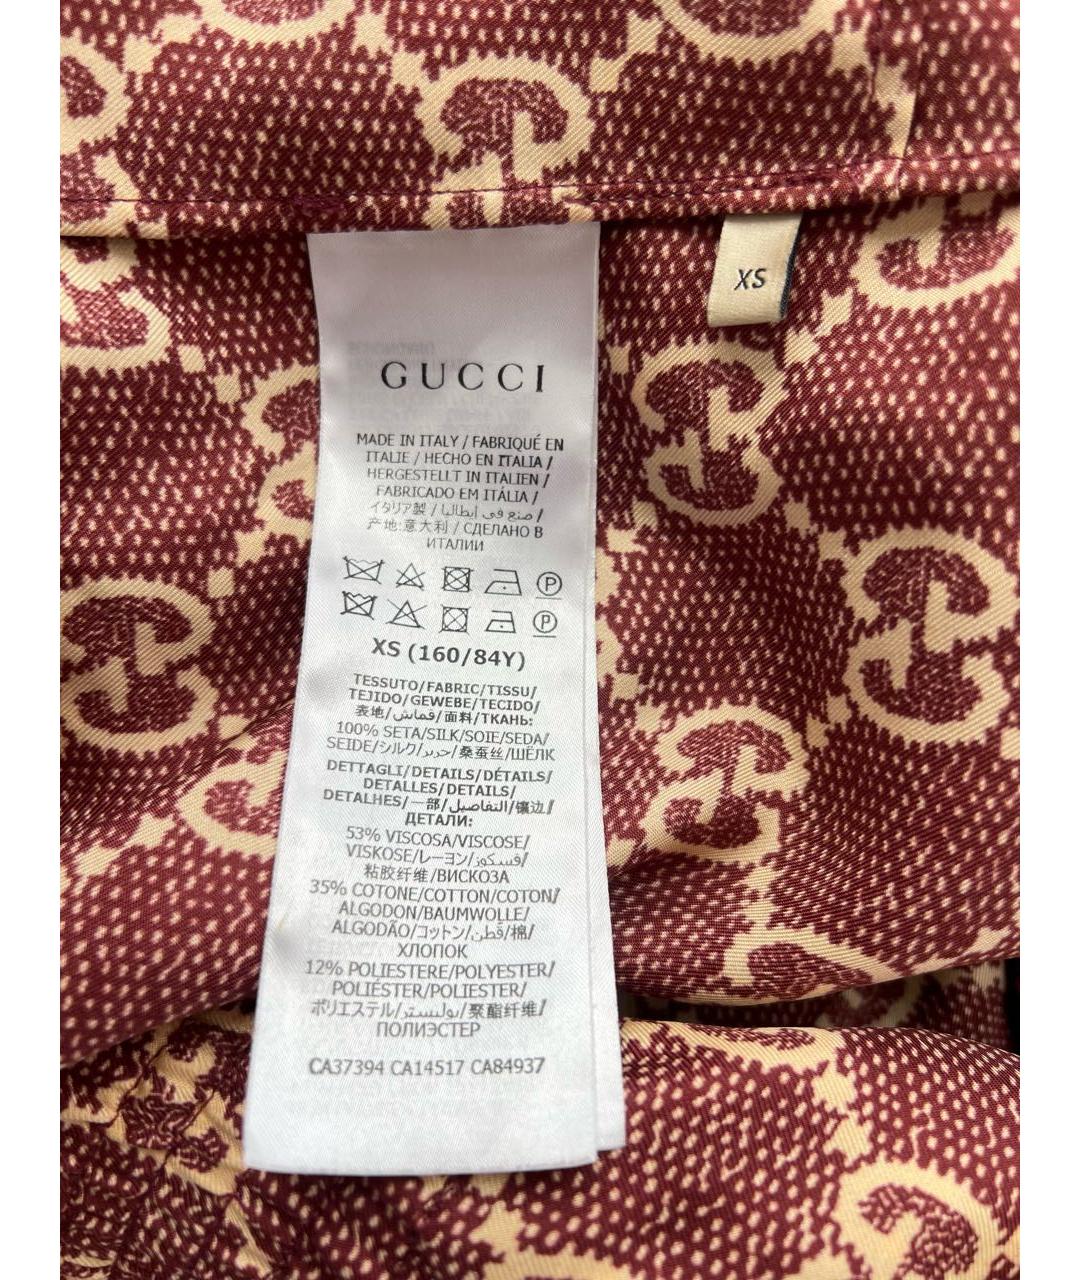 XS
GUCCI
MADE IN ITALY / FABRIQUÉ EN
ITALIE / HECHO EN ITALIA /
HERGESTELLT IN ITALIEN /
FABRICADO EM ITÁLIA /
イタリア製 / صنع في إيطاليا /
产地:意大利 / СДЕЛАНО В
ИТАЛИИ
XS (160/84Y)
TESSUTO/FABRIC/TISSU/
TEJIDO/GEWEBE/TECIDO/
表地/قماش/面料/ТКАНЬ:
100% SETA/SILK/SOIE/SEDA/
SEIDE/シルク/حرير/桑蚕丝/ШЁЛК
DETTAGLI/DETAILS/DÉTAILS/
DETALLES/DETAILS/
DETALHES/一部/التفاصيل/镶边/
ДЕТАЛИ:
53% VISCOSA/VISCOSE/
VISKOSE/レーヨン/فسكوز/
粘胶纤维/ВИСКОЗА
35% COTONE/COTTON/COTON/
ALGODON/BAUMWOLLE/
ALGODÃO/コットン/قطن/棉/
ХЛОПОК
12% POLIESTERE/POLYESTER/
POLIÉSTER/POLIESTER/
ポリエステル/بوليستر/聚酯纤维/
ПОЛИЭСТЕР
CA37394 CA14517 CA84937